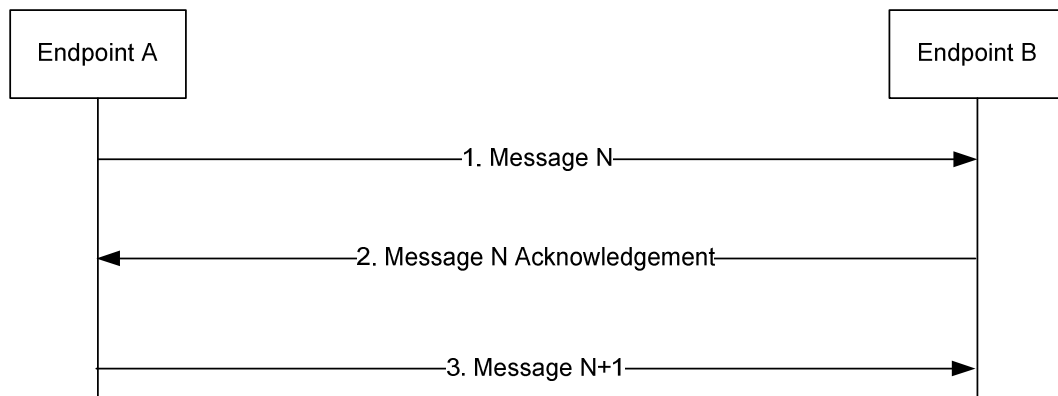 Endpoint A
Endpoint B
1. Message N
2. Message N Acknowledgement
3. Message N+1